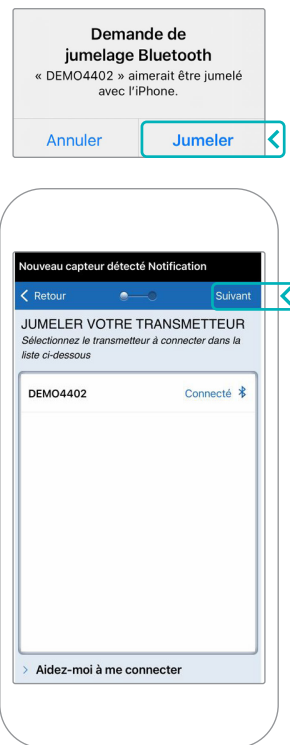 Demande de
jumelage Bluetooth
« DEMO4402 » aimerait être jumelé
avec l’iPhone.
Annuler
Jumeler
Nouveau capteur détecté Notification
Retour
Suivant
JUMELER VOTRE TRANSMETTEUR
Sélectionnez le transmetteur à connecter dans la
liste ci-dessous
DEMO4402
Connecté
Aidez-moi à me connecter